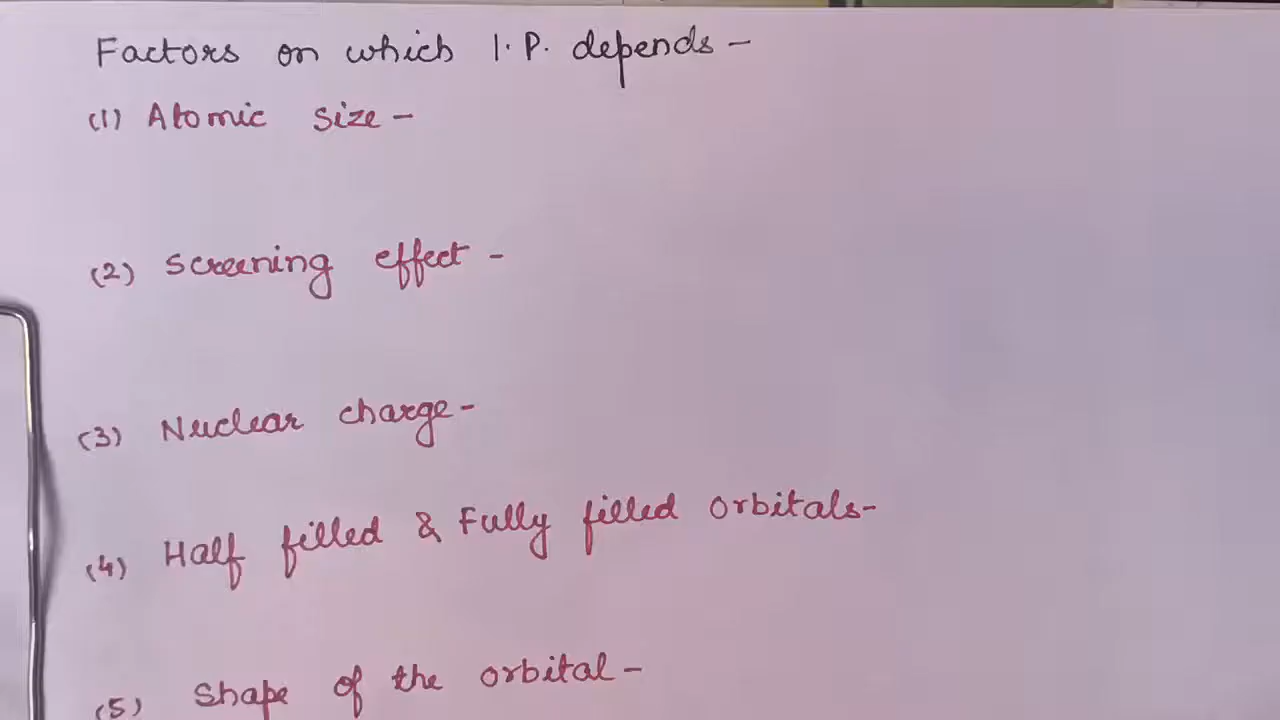 Factors on which I.P. depends -
(1) Atomic size -
(2) Screening effect -
(3) Nuclear charge -
(4) Half filled & Fully filled orbitals -
(5) Shape of the orbital -